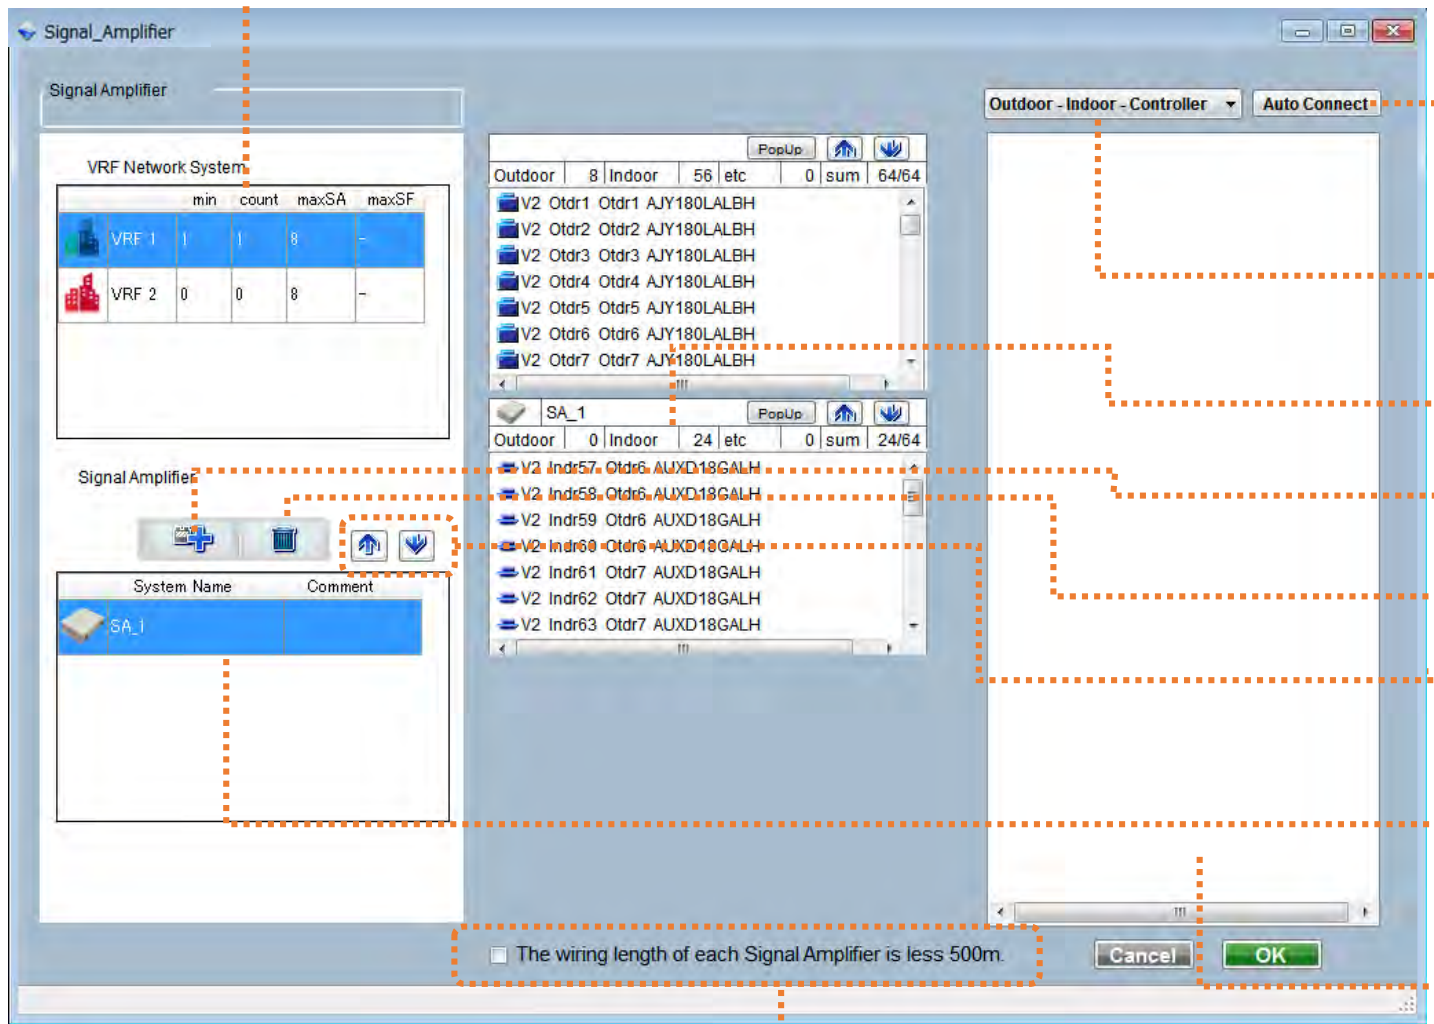 Signal_Amplifier
Signal Amplifier
Outdoor - Indoor - Controller
Auto Connect
VRF Network System
min count maxSA maxSF
VRF 1 1 1 8 -
VRF 2 0 0 8 -
PopUp
Outdoor 8 Indoor 56 etc 0 sum 64/64
V2 Otdr1 Otdr1 AJY180LALBH
V2 Otdr2 Otdr2 AJY180LALBH
V2 Otdr3 Otdr3 AJY180LALBH
V2 Otdr4 Otdr4 AJY180LALBH
V2 Otdr5 Otdr5 AJY180LALBH
V2 Otdr6 Otdr6 AJY180LALBH
V2 Otdr7 Otdr7 AJY180LALBH
SA_1 PopUp
Outdoor 0 Indoor 24 etc 0 sum 24/64
V2 Indr57 Otdr6 AUXD18GALH
V2 Indr58 Otdr6 AUXD18GALH
V2 Indr59 Otdr6 AUXD18GALH
V2 Indr60 Otdr6 AUXD18GALH
V2 Indr61 Otdr7 AUXD18GALH
V2 Indr62 Otdr7 AUXD18GALH
V2 Indr63 Otdr7 AUXD18GALH
Signal Amplifier
System Name Comment
SA_1
The wiring length of each Signal Amplifier is less 500m.
Cancel
OK